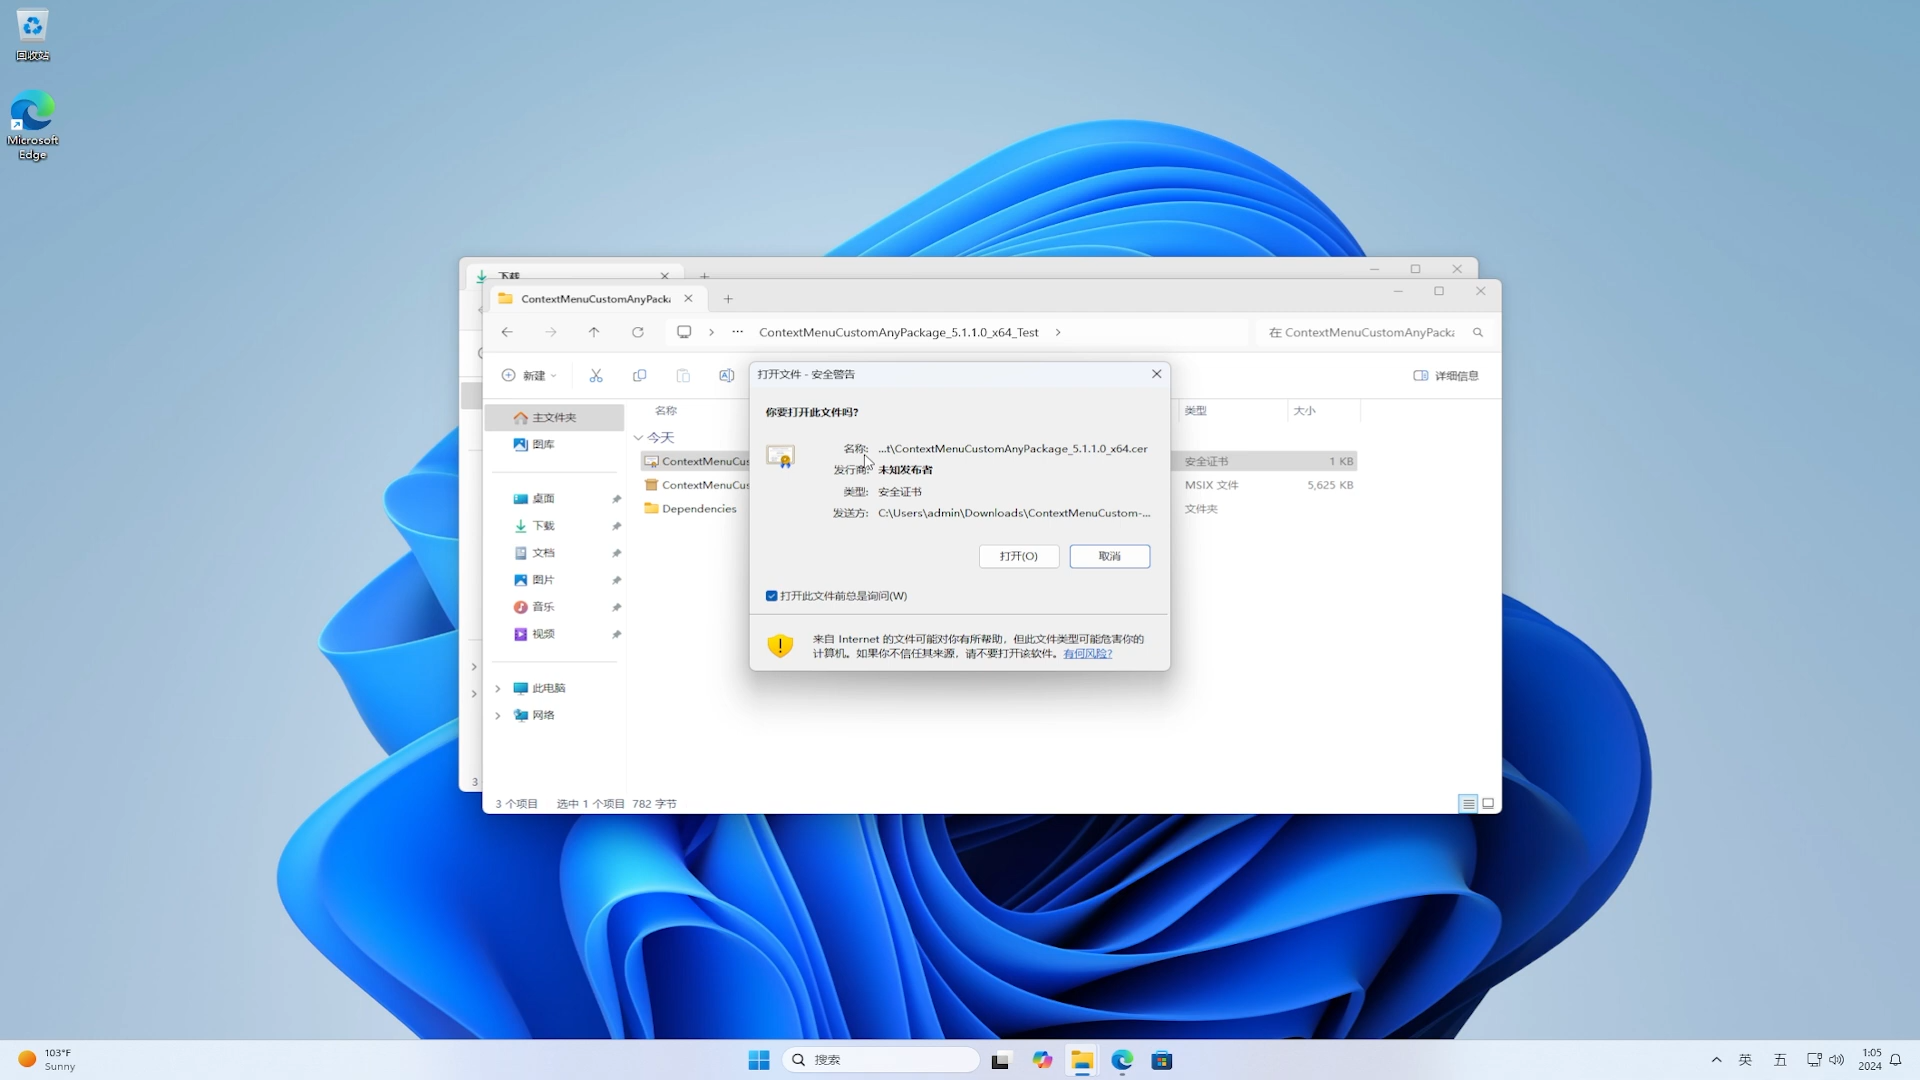 回收站
Microsoft
Edge
下载
ContextMenuCustomAnyPacka
ContextMenuCustomAnyPackage_5.1.1.0_x64_Test
在 ContextMenuCustomAnyPacka
新建
详细信息
主文件夹
图库
桌面
下载
文档
图片
音乐
视频
此电脑
网络
名称
类型
大小
今天
ContextMenuCus
安全证书
1 KB
ContextMenuCus
MSIX 文件
5,625 KB
Dependencies
文件夹
打开文件 - 安全警告
你要打开此文件吗?
名称: ...t\ContextMenuCustomAnyPackage_5.1.1.0_x64.cer
发行商: 未知发布者
类型: 安全证书
发送方: C:\Users\admin\Downloads\ContextMenuCustom-...
打开(O)
取消
打开此文件前总是询问(W)
来自 Internet 的文件可能对你有所帮助，但此文件类型可能危害你的
计算机。如果你不信任其来源，请不要打开该软件。有何风险?
3
3 个项目
选中 1 个项目 782 字节
103°F
Sunny
搜索
英
五
1:05
2024